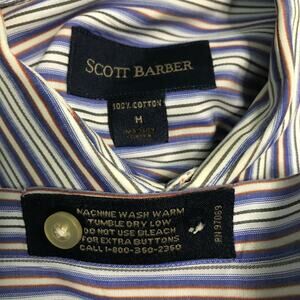 SCOTT BARBER
100% COTTON
M
MACHINE WASH WARM
TUMBLE DRY LOW
DO NOT USE BLEACH
FOR EXTRA BUTTONS
CALL 1-800-350-2350
RN 97069